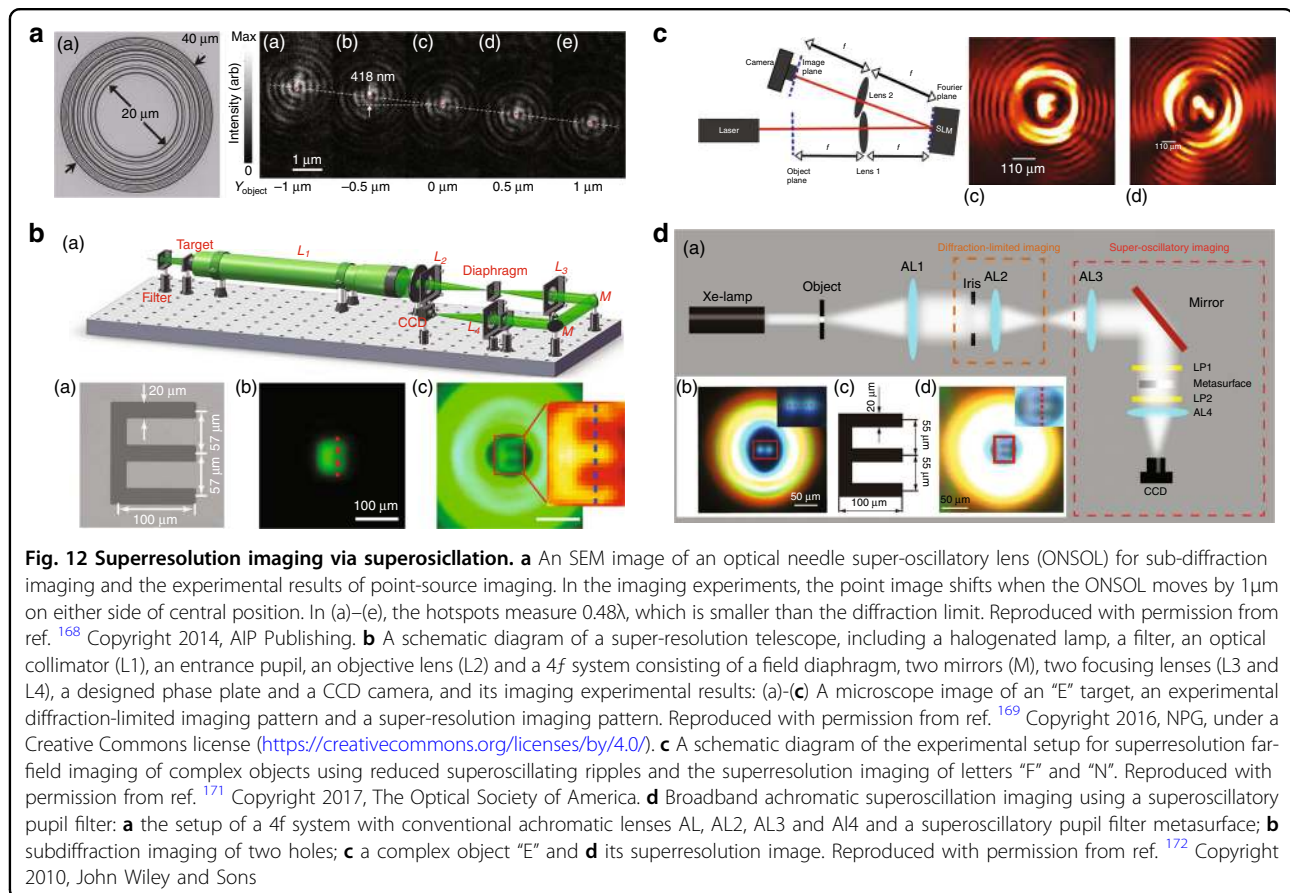 a
(a)
40 μm
20 μm
Max
Intensity (arb)
0
(a)
(b)
(c)
(d)
(e)
418 nm
1 μm
Yobject
−1 μm
−0.5 μm
0 μm
0.5 μm
1 μm
c
Camera
Image
plane
f
f
Fourier
plane
Lens 2
Laser
SLM
f
f
Object
plane
Lens 1
110 μm
(c)
110 μm
(d)
b
(a)
Target
L1
L2
Diaphragm
L3
Filter
CCD
L4
M
M
(a)
20 μm
57 μm
57 μm
100 μm
(b)
100 μm
(c)
d
(a)
Diffraction-limited imaging
Super-oscillatory imaging
Xe-lamp
Object
AL1
Iris
AL2
AL3
Mirror
LP1
Metasurface
LP2
AL4
CCD
(b)
50 μm
(c)
20 μm
55 μm
55 μm
100 μm
(d)
50 μm
Fig. 12 Superresolution imaging via superosicllation. a An SEM image of an optical needle super-oscillatory lens (ONSOL) for sub-diffraction
imaging and the experimental results of point-source imaging. In the imaging experiments, the point image shifts when the ONSOL moves by 1μm
on either side of central position. In (a)–(e), the hotspots measure 0.48λ, which is smaller than the diffraction limit. Reproduced with permission from
ref. 168 Copyright 2014, AIP Publishing. b A schematic diagram of a super-resolution telescope, including a halogenated lamp, a filter, an optical
collimator (L1), an entrance pupil, an objective lens (L2) and a 4f system consisting of a field diaphragm, two mirrors (M), two focusing lenses (L3 and
L4), a designed phase plate and a CCD camera, and its imaging experimental results: (a)-(c) A microscope image of an “E” target, an experimental
diffraction-limited imaging pattern and a super-resolution imaging pattern. Reproduced with permission from ref. 169 Copyright 2016, NPG, under a
Creative Commons license (https://creativecommons.org/licenses/by/4.0/). c A schematic diagram of the experimental setup for superresolution far-
field imaging of complex objects using reduced superoscillating ripples and the superresolution imaging of letters “F” and “N”. Reproduced with
permission from ref. 171 Copyright 2017, The Optical Society of America. d Broadband achromatic superoscillation imaging using a superoscillatory
pupil filter: a the setup of a 4f system with conventional achromatic lenses AL, AL2, AL3 and Al4 and a superoscillatory pupil filter metasurface; b
subdiffraction imaging of two holes; c a complex object “E” and d its superresolution image. Reproduced with permission from ref. 172 Copyright
2010, John Wiley and Sons